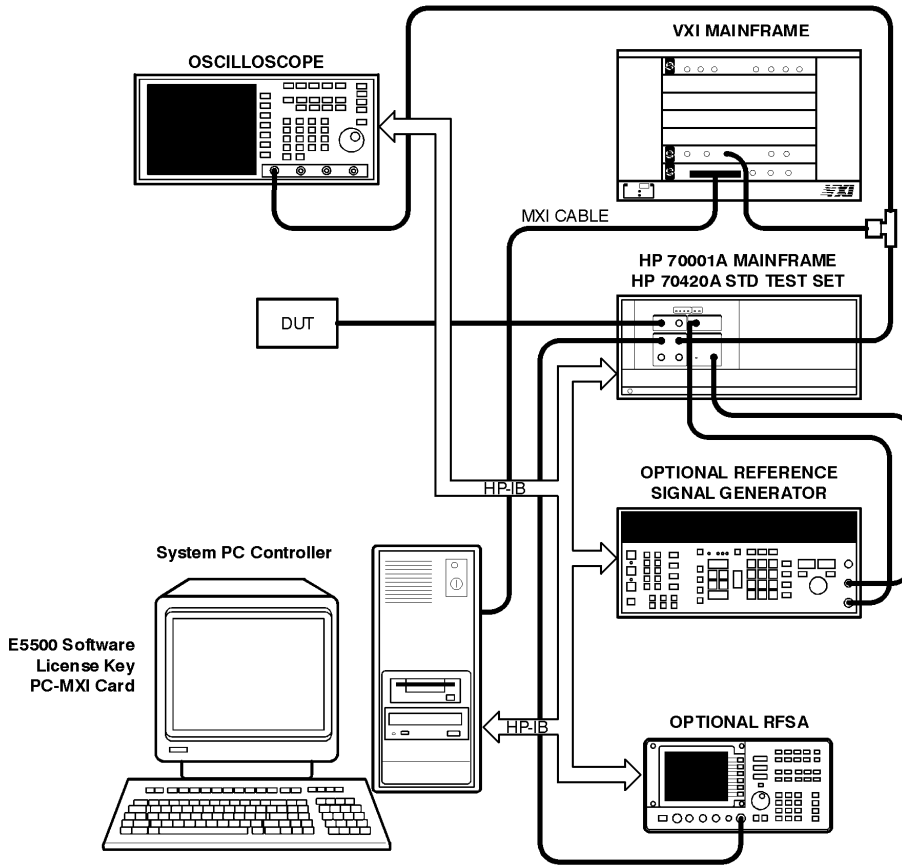 VXI MAINFRAME
OSCILLOSCOPE
VXI
MXI CABLE
HP 70001A MAINFRAME
HP 70420A STD TEST SET
DUT
OPTIONAL REFERENCE
SIGNAL GENERATOR
HP-IB
System PC Controller
E5500 Software
License Key
PC-MXI Card
OPTIONAL RFSA
HP-IB